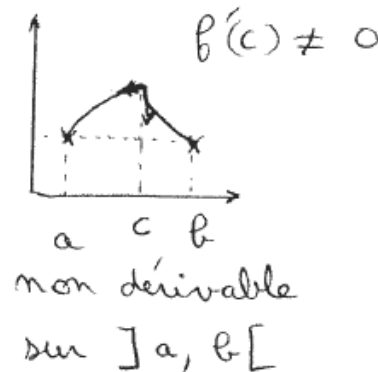 f'(c) ≠ 0
a c b
non dérivable
sur ]a, b[